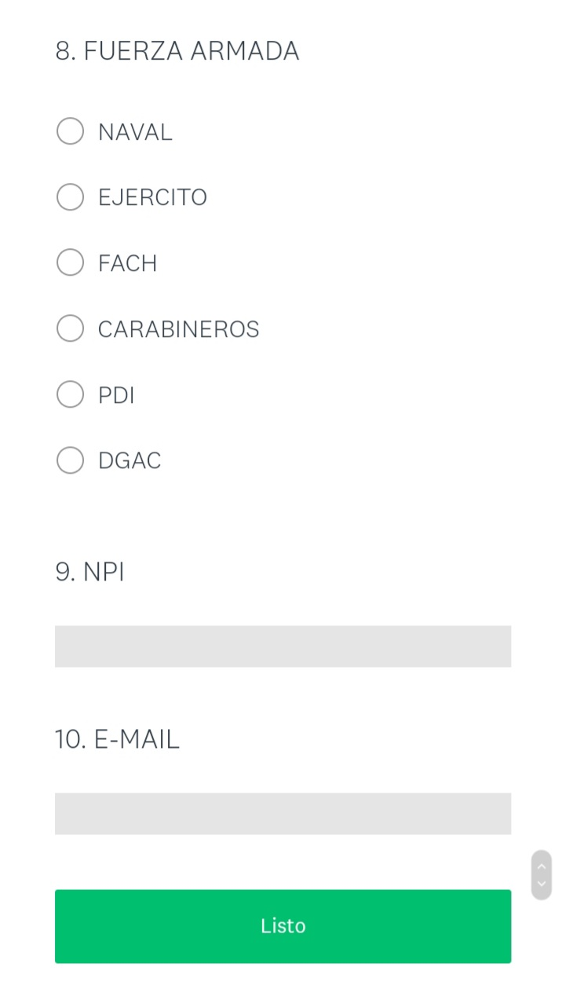 8. FUERZA ARMADA
NAVAL
EJERCITO
FACH
CARABINEROS
PDI
DGAC
9. NPI
10. E-MAIL
Listo